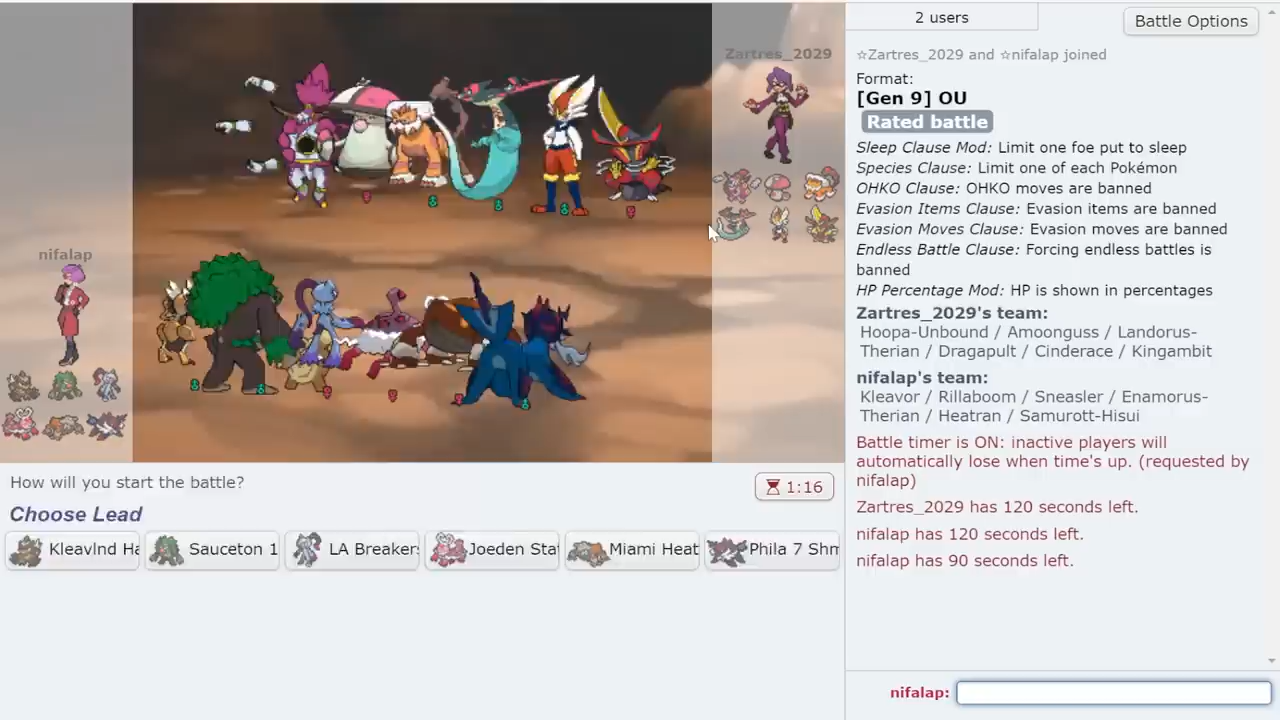 2 users
Battle Options
Zartres_2029
☆Zartres_2029 and ☆nifalap joined
Format:
[Gen 9] OU
Rated battle
Sleep Clause Mod: Limit one foe put to sleep
Species Clause: Limit one of each Pokémon
OHKO Clause: OHKO moves are banned
Evasion Items Clause: Evasion items are banned
Evasion Moves Clause: Evasion moves are banned
Endless Battle Clause: Forcing endless battles is
banned
HP Percentage Mod: HP is shown in percentages
Zartres_2029's team:
Hoopa-Unbound / Amoonguss / Landorus-
Therian / Dragapult / Cinderace / Kingambit
nifalap's team:
Kleavor / Rillaboom / Sneasler / Enamorus-
Therian / Heatran / Samurott-Hisui
Battle timer is ON: inactive players will
automatically lose when time's up. (requested by
nifalap)
Zartres_2029 has 120 seconds left.
nifalap has 120 seconds left.
nifalap has 90 seconds left.
nifalap
How will you start the battle?
1:16
Choose Lead
Kleavlnd Ha
Sauceton 1
LA Breakers
Joeden Sta
Miami Heat
Phila 7 Shm
nifalap: